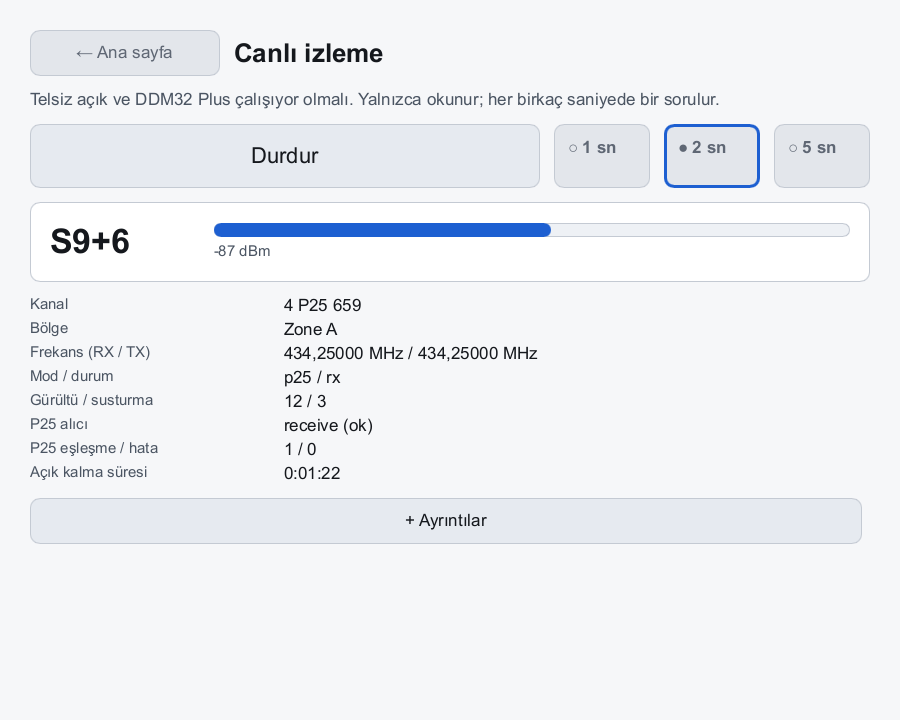 ← Ana sayfa
Canlı izleme
Telsiz açık ve DDM32 Plus çalışıyor olmalı. Yalnızca okunur; her birkaç saniyede bir sorulur.
Durdur
○ 1 sn
● 2 sn
○ 5 sn
S9+6
-87 dBm
Kanal 4 P25 659
Bölge Zone A
Frekans (RX / TX) 434,25000 MHz / 434,25000 MHz
Mod / durum p25 / rx
Gürültü / susturma 12 / 3
P25 alıcı receive (ok)
P25 eşleşme / hata 1 / 0
Açık kalma süresi 0:01:22
+ Ayrıntılar